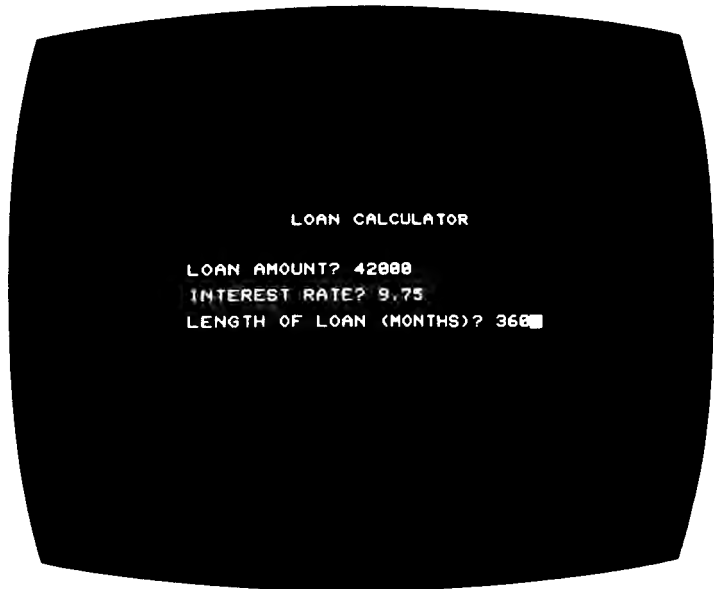 LOAN CALCULATOR
LOAN AMOUNT? 42000
INTEREST RATE? 9.75
LENGTH OF LOAN (MONTHS)? 360